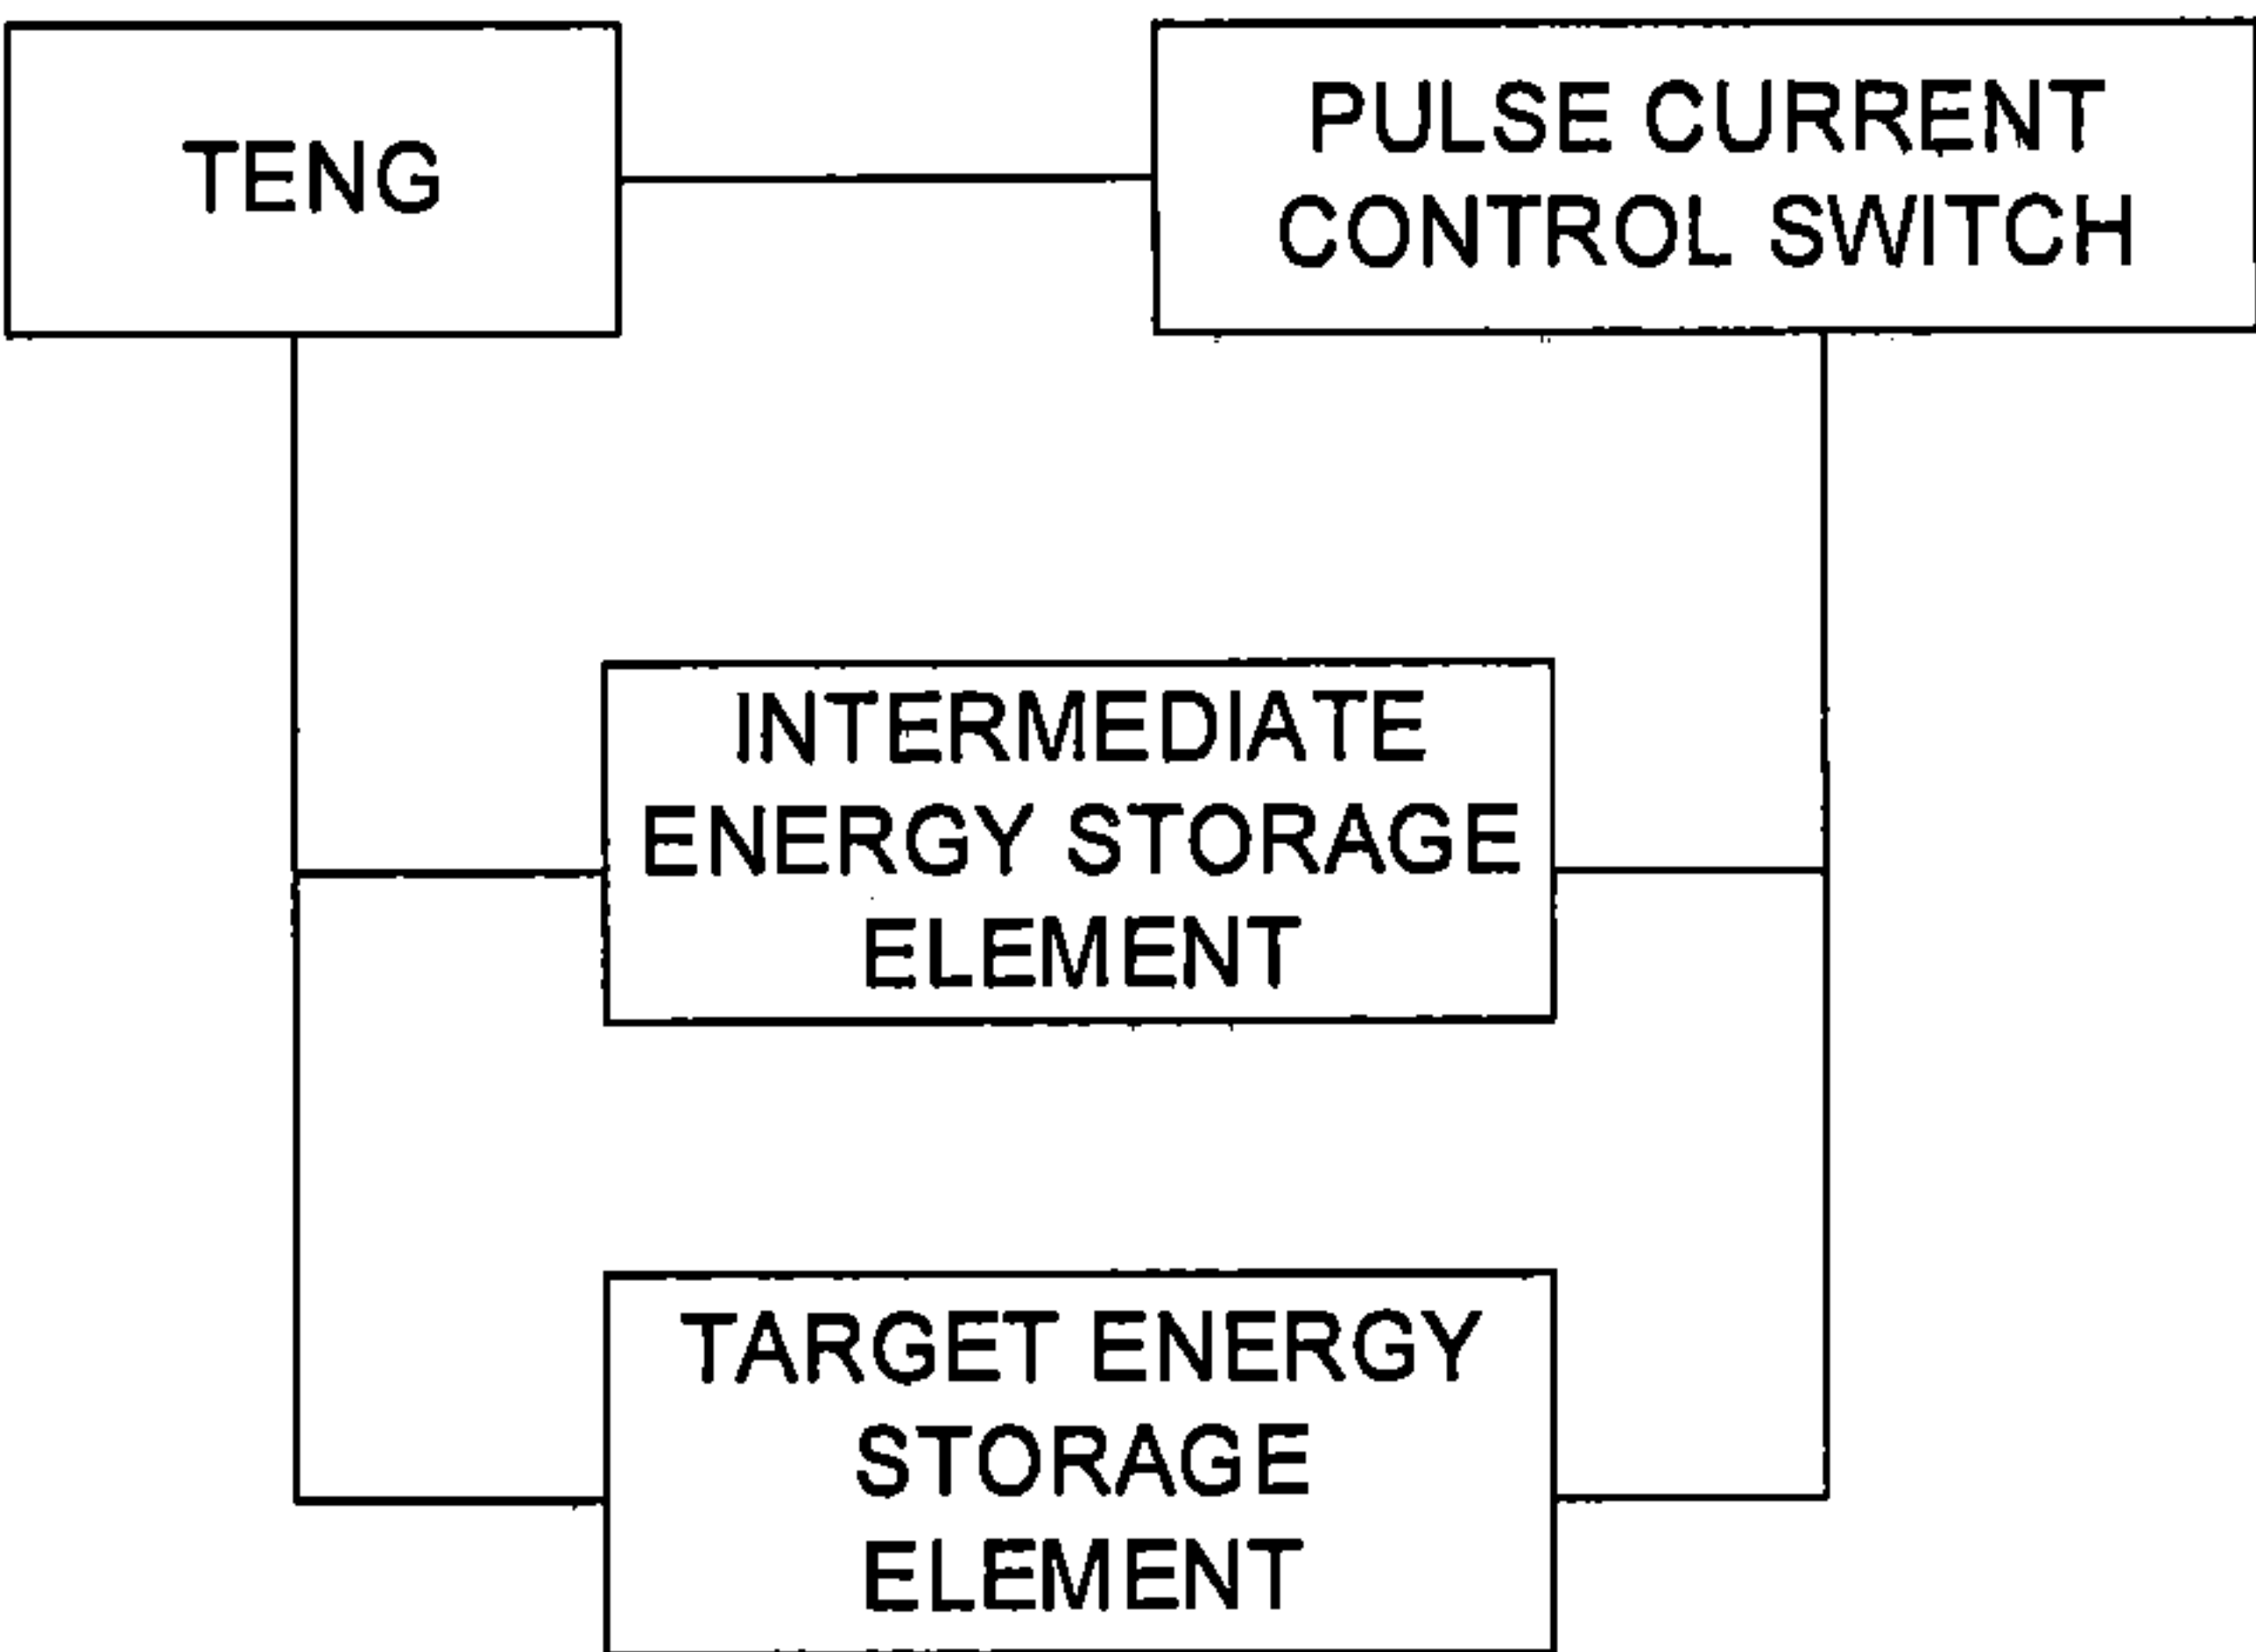 TENG
PULSE CURRENT
CONTROL SWITCH
INTERMEDIATE
ENERGY STORAGE
ELEMENT
TARGET ENERGY
STORAGE
ELEMENT